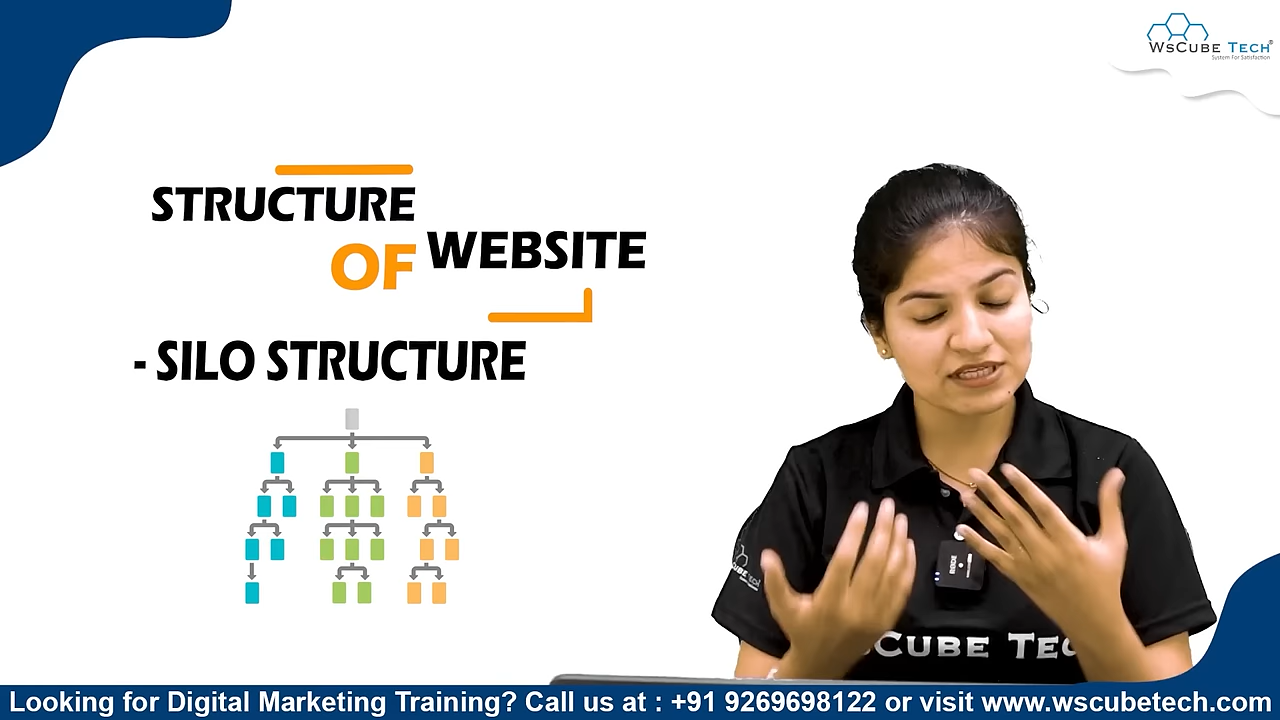 WsCube Tech®
System For Satisfaction
STRUCTURE
OF WEBSITE
- SILO STRUCTURE
sCube Tec
Looking for Digital Marketing Training? Call us at : +91 9269698122 or visit www.wscubetech.com